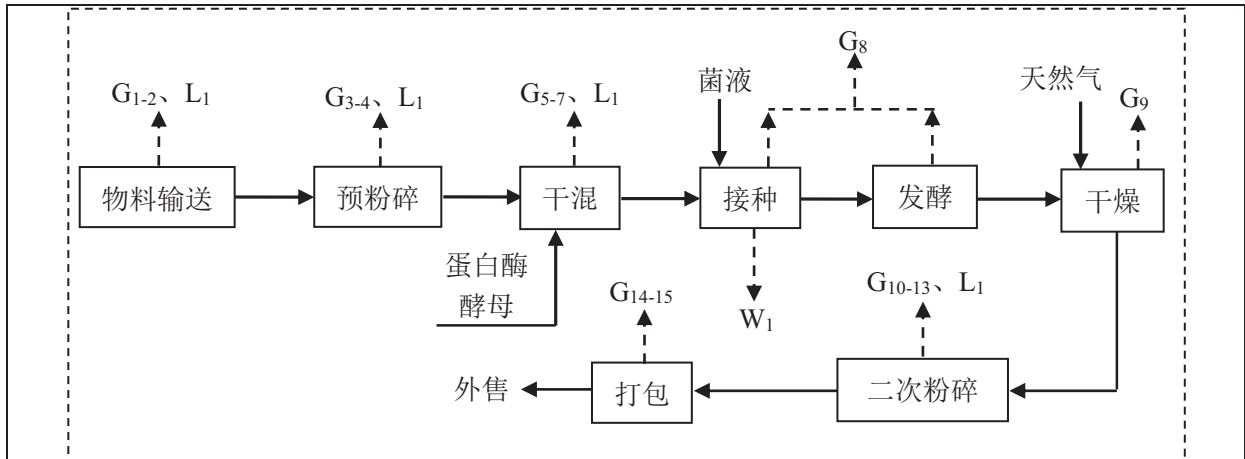 G8
菌液
天然气
G1-2、L1
G3-4、L1
G5-7、L1
G9
物料输送
预粉碎
干混
接种
发酵
干燥
蛋白酶
酵母
G14-15
W1
G10-13、L1
外售
打包
二次粉碎